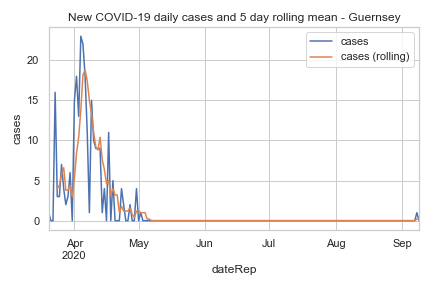 New COVID-19 daily cases and 5 day rolling mean - Guernsey
cases
cases (rolling)
20
15
10
5
0
cases
Apr
2020
May
Jun
Jul
Aug
Sep
dateRep